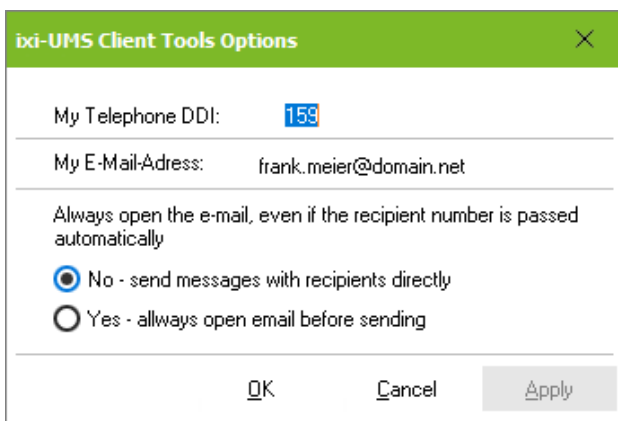 ixi-UMS Client Tools Options
My Telephone DDI: 159
My E-Mail-Adress: frank.meier@domain.net
Always open the e-mail, even if the recipient number is passed
automatically
No - send messages with recipients directly
Yes - allways open email before sending
OK Cancel Apply